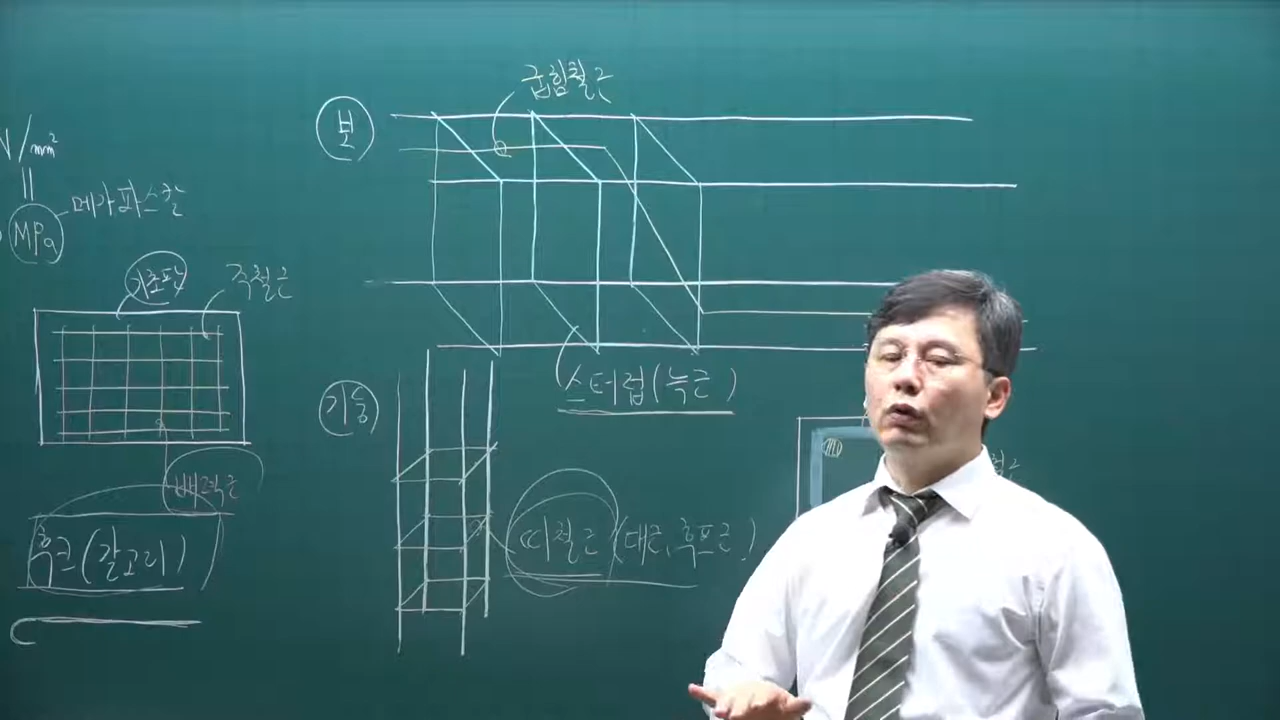 N/mm²
=
MPa
메가파스칼
기초판
주철근
배력근
훅크(갈고리)
보
굽힘철근
스터럽(늑근)
기둥
띠철근(대근,후프근)